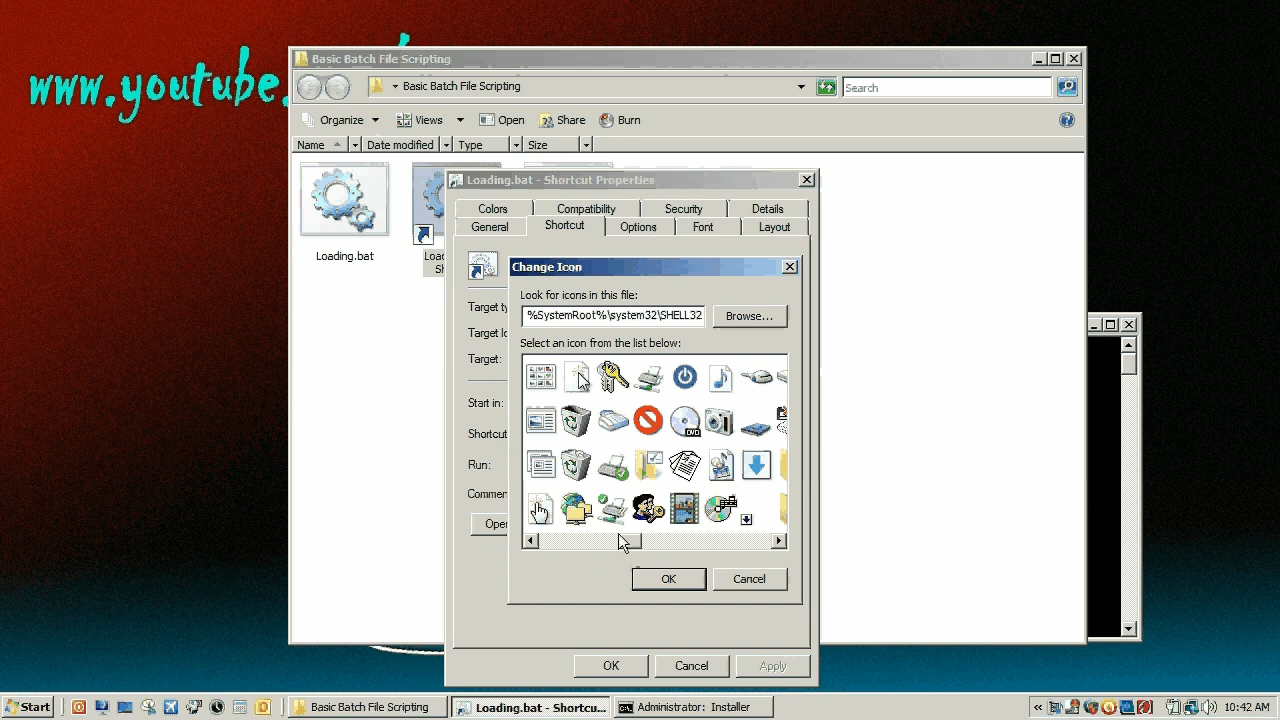 www.youtube.
Basic Batch File Scripting
Basic Batch File Scripting
Search
Organize
Views
Open
Share
Burn
Name
Date modified
Type
Size
Loading.bat
Loading.bat - Shortcut Properties
Colors
Compatibility
Security
Details
General
Shortcut
Options
Font
Layout
Target
Target
Target:
Start in:
Shortcut
Run:
Change Icon
Look for icons in this file:
%SystemRoot%\system32\SHELL32
Browse...
Select an icon from the list below:
DVD
OK
Cancel
OK
Cancel
Apply
Start
Basic Batch File Scripting
Loading.bat - Shortcu...
Administrator: Installer
10:42 AM